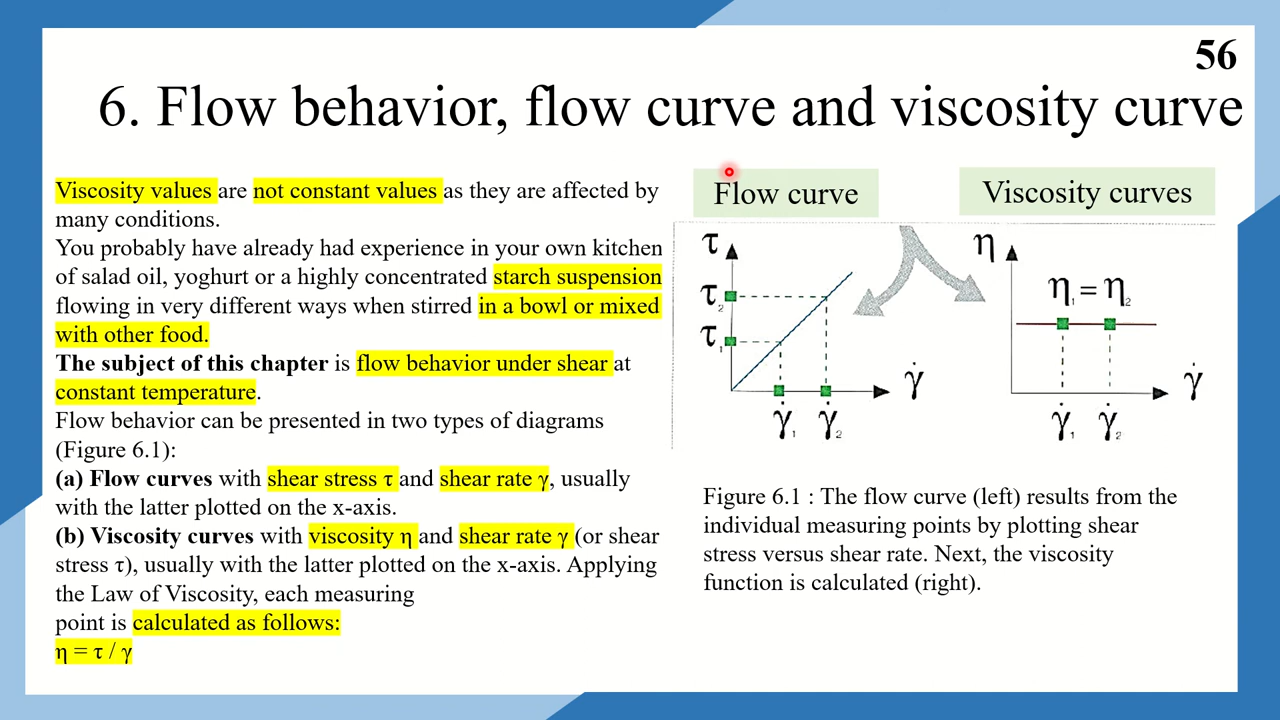 56
6. Flow behavior, flow curve and viscosity curve
Viscosity values are not constant values as they are affected by
many conditions.
You probably have already had experience in your own kitchen
of salad oil, yoghurt or a highly concentrated starch suspension
flowing in very different ways when stirred in a bowl or mixed
with other food.
The subject of this chapter is flow behavior under shear at
constant temperature.
Flow behavior can be presented in two types of diagrams
(Figure 6.1):
(a) Flow curves with shear stress τ and shear rate γ, usually
with the latter plotted on the x-axis.
(b) Viscosity curves with viscosity η and shear rate γ (or shear
stress τ), usually with the latter plotted on the x-axis. Applying
the Law of Viscosity, each measuring
point is calculated as follows:
η = τ / γ
Flow curve
τ
τ₂
τ₁
γ̇
γ̇₁ γ̇₂
Viscosity curves
η
η₁ = η₂
γ̇
γ̇₁ γ̇₂
Figure 6.1 : The flow curve (left) results from the
individual measuring points by plotting shear
stress versus shear rate. Next, the viscosity
function is calculated (right).